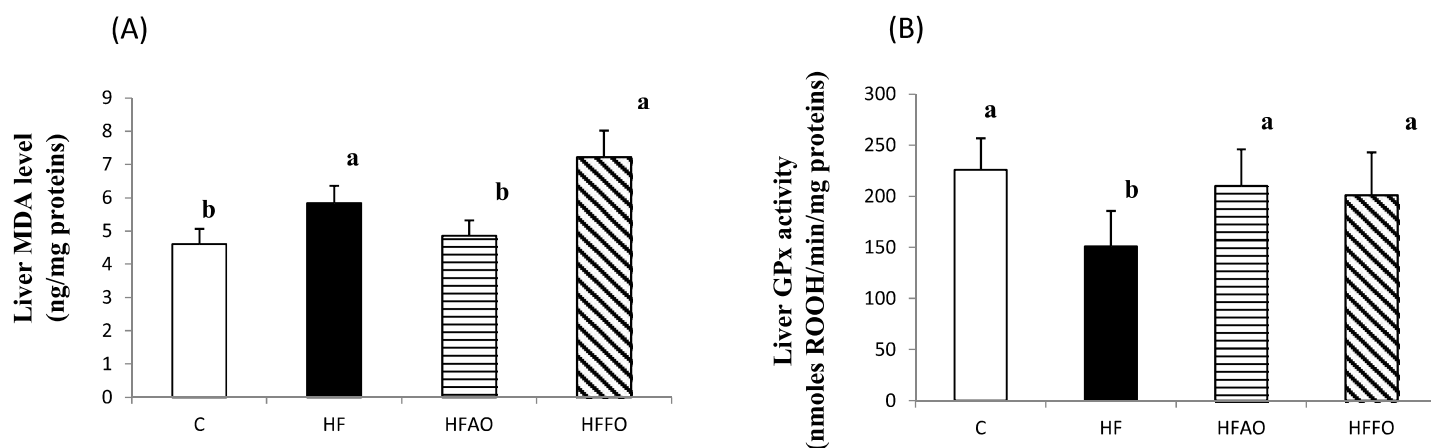 (A)
Liver MDA level
(ng/mg proteins)
9
8
7
6
5
4
3
2
1
0
b
a
b
a
C HF HFAO HFFO
(B)
Liver GPx activity
(nmoles ROOH/min/mg proteins)
300
250
200
150
100
50
0
a
b
a
a
C HF HFAO HFFO